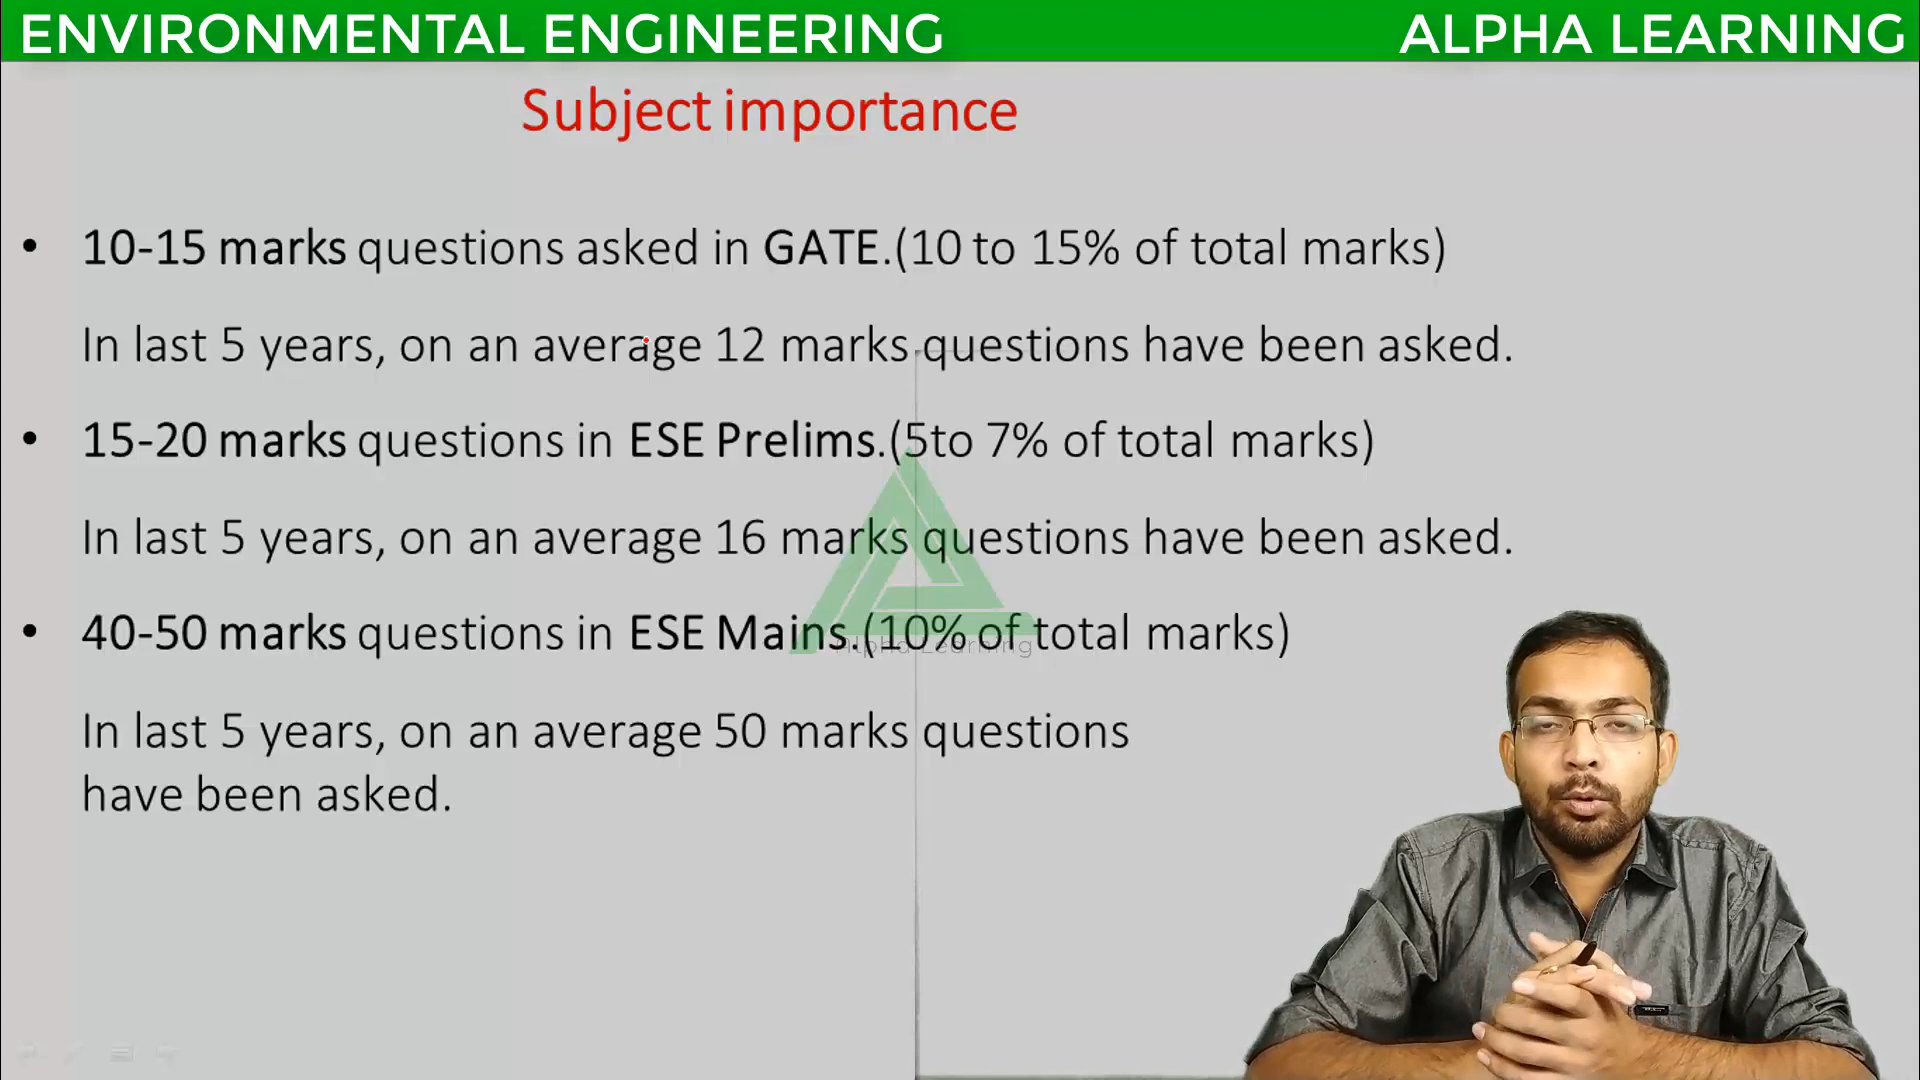 ENVIRONMENTAL ENGINEERING
ALPHA LEARNING
Subject importance
• 10-15 marks questions asked in GATE.(10 to 15% of total marks)
In last 5 years, on an average 12 marks questions have been asked.
• 15-20 marks questions in ESE Prelims.(5to 7% of total marks)
In last 5 years, on an average 16 marks questions have been asked.
• 40-50 marks questions in ESE Mains.(10% of total marks)
Alpha Learning
In last 5 years, on an average 50 marks questions
have been asked.